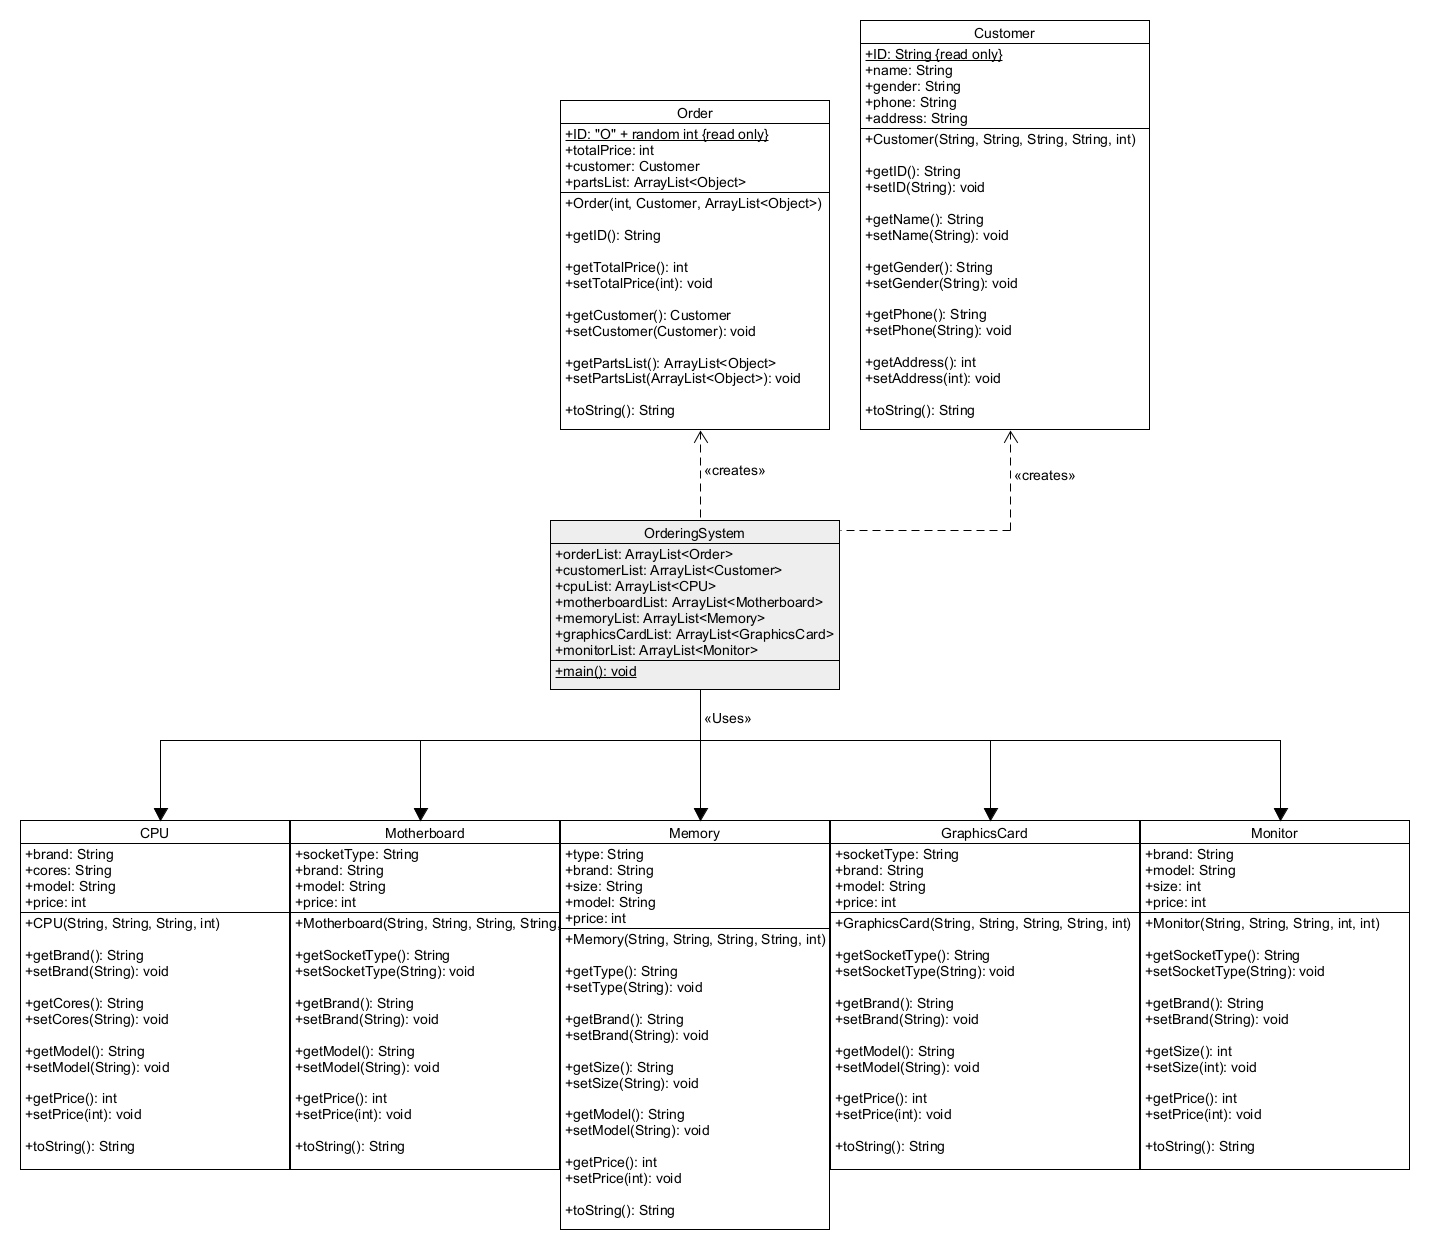 Customer
+ID: String {read only}
+name: String
+gender: String
+phone: String
+address: String
+Customer(String, String, String, String, int)
+getID(): String
+setID(String): void
+getName(): String
+setName(String): void
+getGender(): String
+setGender(String): void
+getPhone(): String
+setPhone(String): void
+getAddress(): int
+setAddress(int): void
+toString(): String
Order
+ID: "O" + random int {read only}
+totalPrice: int
+customer: Customer
+partsList: ArrayList<Object>
+Order(int, Customer, ArrayList<Object>)
+getID(): String
+getTotalPrice(): int
+setTotalPrice(int): void
+getCustomer(): Customer
+setCustomer(Customer): void
+getPartsList(): ArrayList<Object>
+setPartsList(ArrayList<Object>): void
+toString(): String
«creates»
«creates»
OrderingSystem
+orderList: ArrayList<Order>
+customerList: ArrayList<Customer>
+cpuList: ArrayList<CPU>
+motherboardList: ArrayList<Motherboard>
+memoryList: ArrayList<Memory>
+graphicsCardList: ArrayList<GraphicsCard>
+monitorList: ArrayList<Monitor>
+main(): void
«Uses»
CPU
+brand: String
+cores: String
+model: String
+price: int
+CPU(String, String, String, int)
+getBrand(): String
+setBrand(String): void
+getCores(): String
+setCores(String): void
+getModel(): String
+setModel(String): void
+getPrice(): int
+setPrice(int): void
+toString(): String
Motherboard
+socketType: String
+brand: String
+model: String
+price: int
+Motherboard(String, String, String, String,
+getSocketType(): String
+setSocketType(String): void
+getBrand(): String
+setBrand(String): void
+getModel(): String
+setModel(String): void
+getPrice(): int
+setPrice(int): void
+toString(): String
Memory
+type: String
+brand: String
+size: String
+model: String
+price: int
+Memory(String, String, String, String, int)
+getType(): String
+setType(String): void
+getBrand(): String
+setBrand(String): void
+getSize(): String
+setSize(String): void
+getModel(): String
+setModel(String): void
+getPrice(): int
+setPrice(int): void
+toString(): String
GraphicsCard
+socketType: String
+brand: String
+model: String
+price: int
+GraphicsCard(String, String, String, String, int)
+getSocketType(): String
+setSocketType(String): void
+getBrand(): String
+setBrand(String): void
+getModel(): String
+setModel(String): void
+getPrice(): int
+setPrice(int): void
+toString(): String
Monitor
+brand: String
+model: String
+size: int
+price: int
+Monitor(String, String, String, int, int)
+getSocketType(): String
+setSocketType(String): void
+getBrand(): String
+setBrand(String): void
+getSize(): int
+setSize(int): void
+getPrice(): int
+setPrice(int): void
+toString(): String